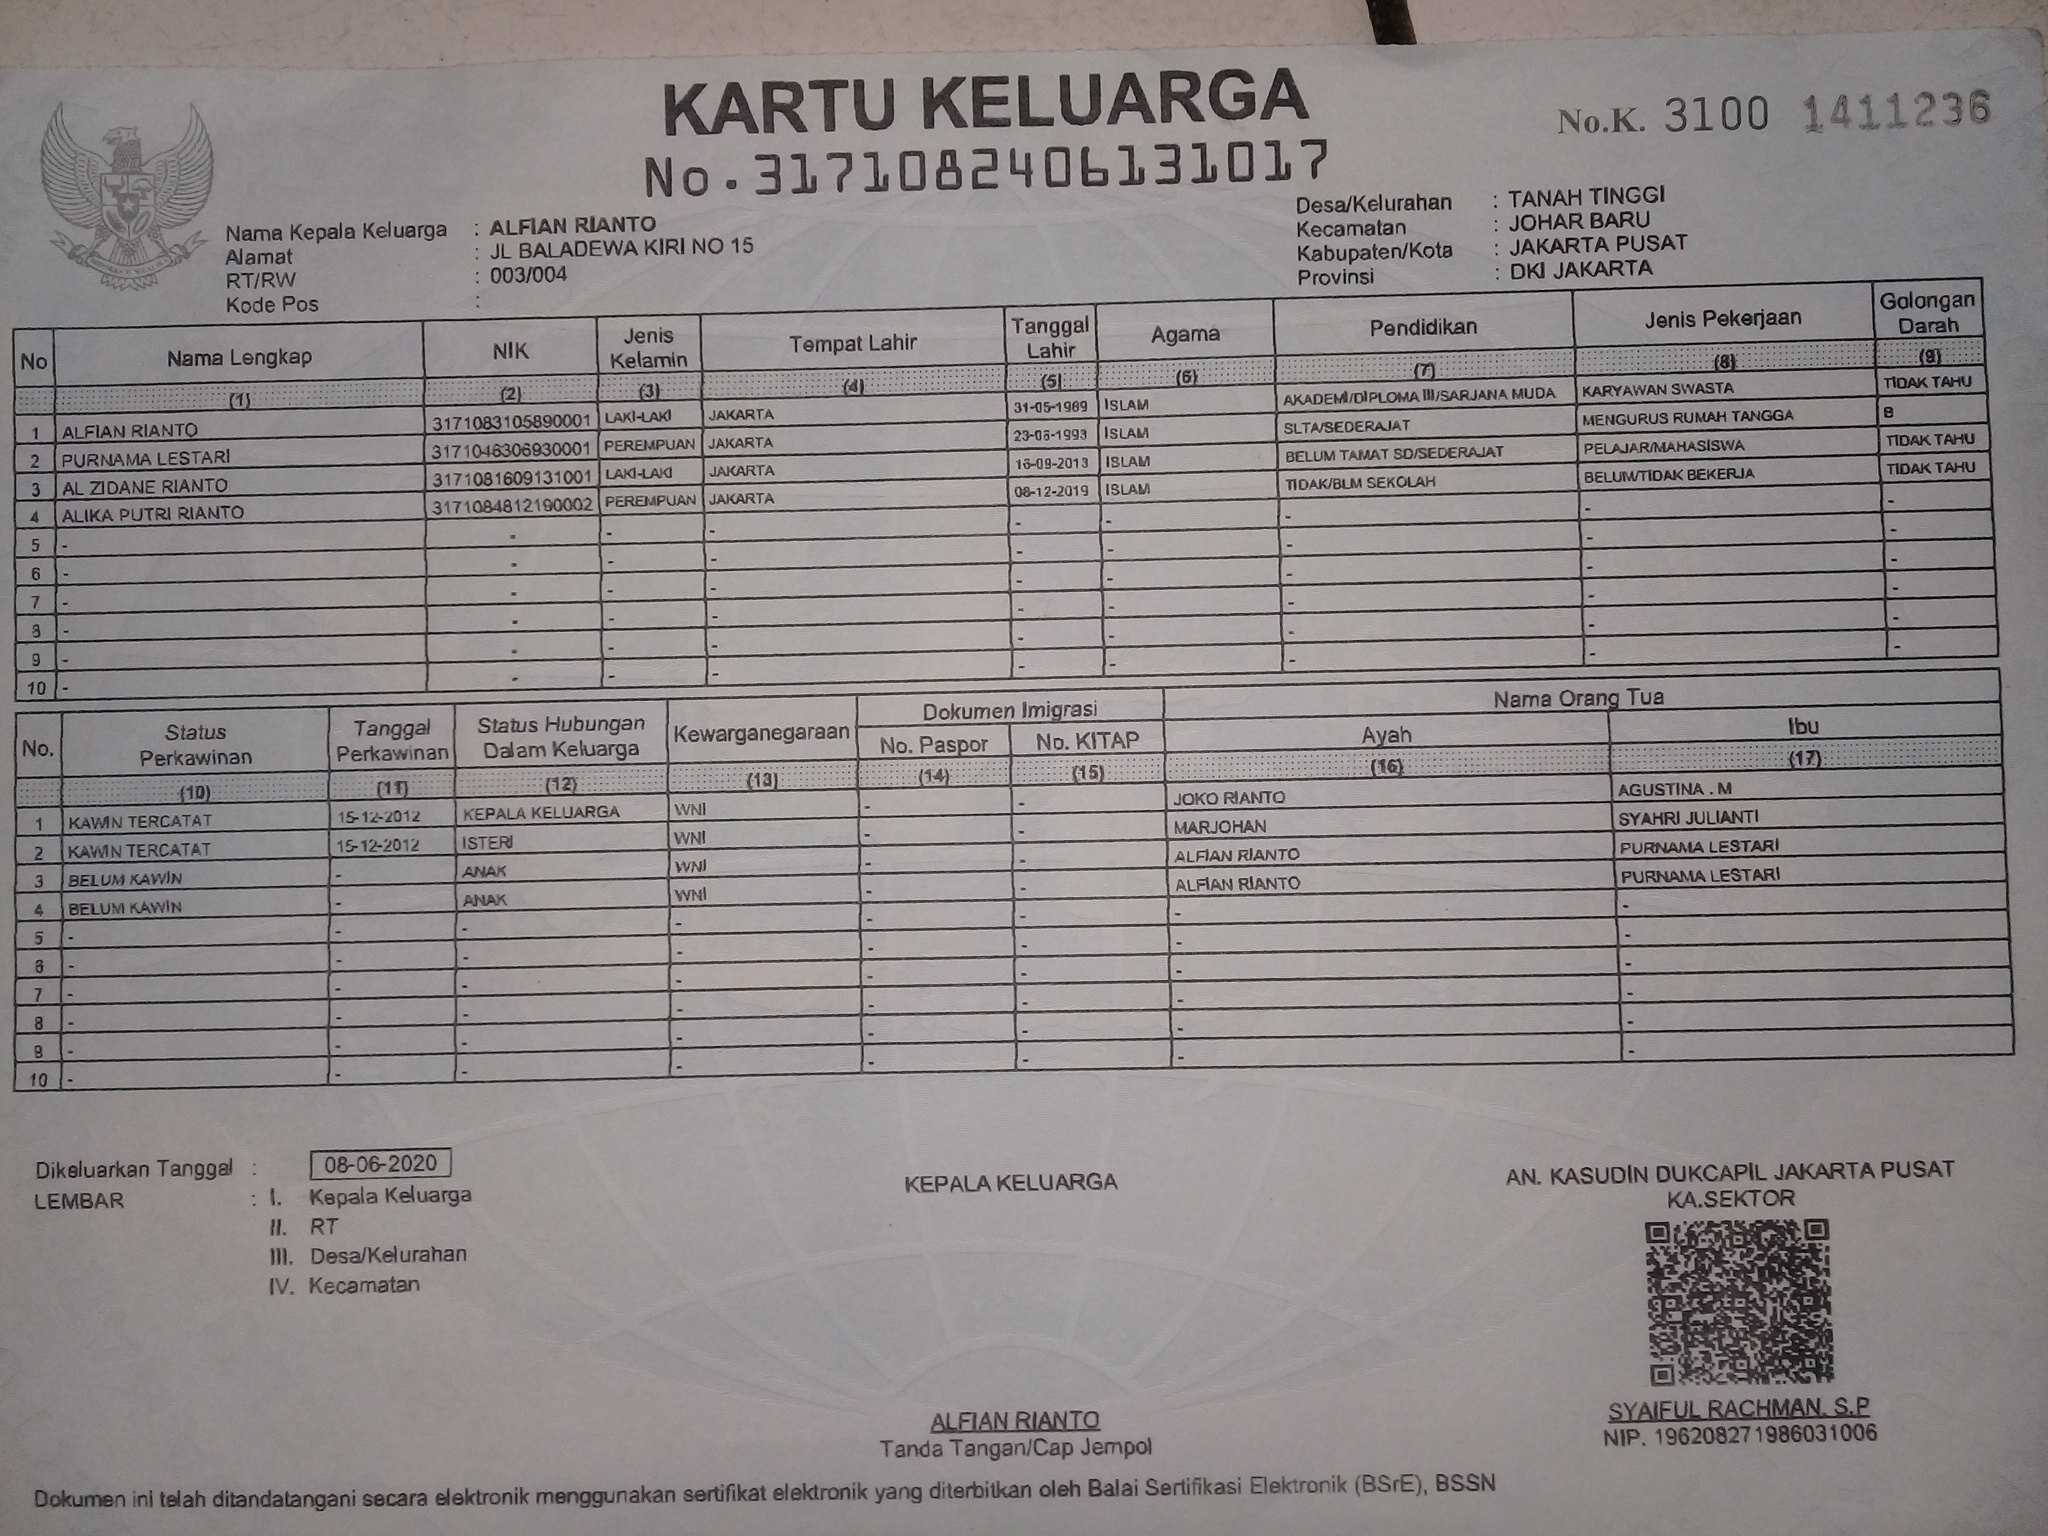 KARTU KELUARGA
No.K. 3100 1411236
No.3171082406131017
Nama Kepala Keluarga : ALFIAN RIANTO
Alamat : JL BALADEWA KIRI NO 15
RT/RW : 003/004
Kode Pos :
Desa/Kelurahan : TANAH TINGGI
Kecamatan : JOHAR BARU
Kabupaten/Kota : JAKARTA PUSAT
Provinsi : DKI JAKARTA
No Nama Lengkap NIK Jenis Kelamin Tempat Lahir Tanggal Lahir Agama Pendidikan Jenis Pekerjaan Golongan Darah
(1) (2) (3) (4) (5) (6) (7) (8) (9)
1 ALFIAN RIANTO 3171083105890001 LAKI-LAKI JAKARTA 31-05-1989 ISLAM AKADEMI/DIPLOMA III/SARJANA MUDA KARYAWAN SWASTA TIDAK TAHU
2 PURNAMA LESTARI 3171046306930001 PEREMPUAN JAKARTA 23-06-1993 ISLAM SLTA/SEDERAJAT MENGURUS RUMAH TANGGA B
3 AL ZIDANE RIANTO 3171081609131001 LAKI-LAKI JAKARTA 16-09-2013 ISLAM BELUM TAMAT SD/SEDERAJAT PELAJAR/MAHASISWA TIDAK TAHU
4 ALIKA PUTRI RIANTO 3171084812190002 PEREMPUAN JAKARTA 08-12-2019 ISLAM TIDAK/BLM SEKOLAH BELUM/TIDAK BEKERJA TIDAK TAHU
5 - - - - - - - - -
6 - - - - - - - - -
7 - - - - - - - - -
8 - - - - - - - - -
9 - - - - - - - - -
10 - - - - - - - - -
No. Status Perkawinan Tanggal Perkawinan Status Hubungan Dalam Keluarga Kewarganegaraan Dokumen Imigrasi Nama Orang Tua
No. Paspor No. KITAP Ayah Ibu
(10) (11) (12) (13) (14) (15) (16) (17)
1 KAWIN TERCATAT 15-12-2012 KEPALA KELUARGA WNI - - JOKO RIANTO AGUSTINA . M
2 KAWIN TERCATAT 15-12-2012 ISTERI WNI - - MARJOHAN SYAHRI JULIANTI
3 BELUM KAWIN - ANAK WNI - - ALFIAN RIANTO PURNAMA LESTARI
4 BELUM KAWIN - ANAK WNI - - ALFIAN RIANTO PURNAMA LESTARI
5 - - - - - - - -
6 - - - - - - - -
7 - - - - - - - -
8 - - - - - - - -
9 - - - - - - - -
10 - - - - - - - -
Dikeluarkan Tanggal : 08-06-2020
LEMBAR : I. Kepala Keluarga
II. RT
III. Desa/Kelurahan
IV. Kecamatan
KEPALA KELUARGA
ALFIAN RIANTO
Tanda Tangan/Cap Jempol
AN. KASUDIN DUKCAPIL JAKARTA PUSAT
KA.SEKTOR
SYAIFUL RACHMAN, S.P
NIP. 196208271986031006
Dokumen ini telah ditandatangani secara elektronik menggunakan sertifikat elektronik yang diterbitkan oleh Balai Sertifikasi Elektronik (BSrE), BSSN